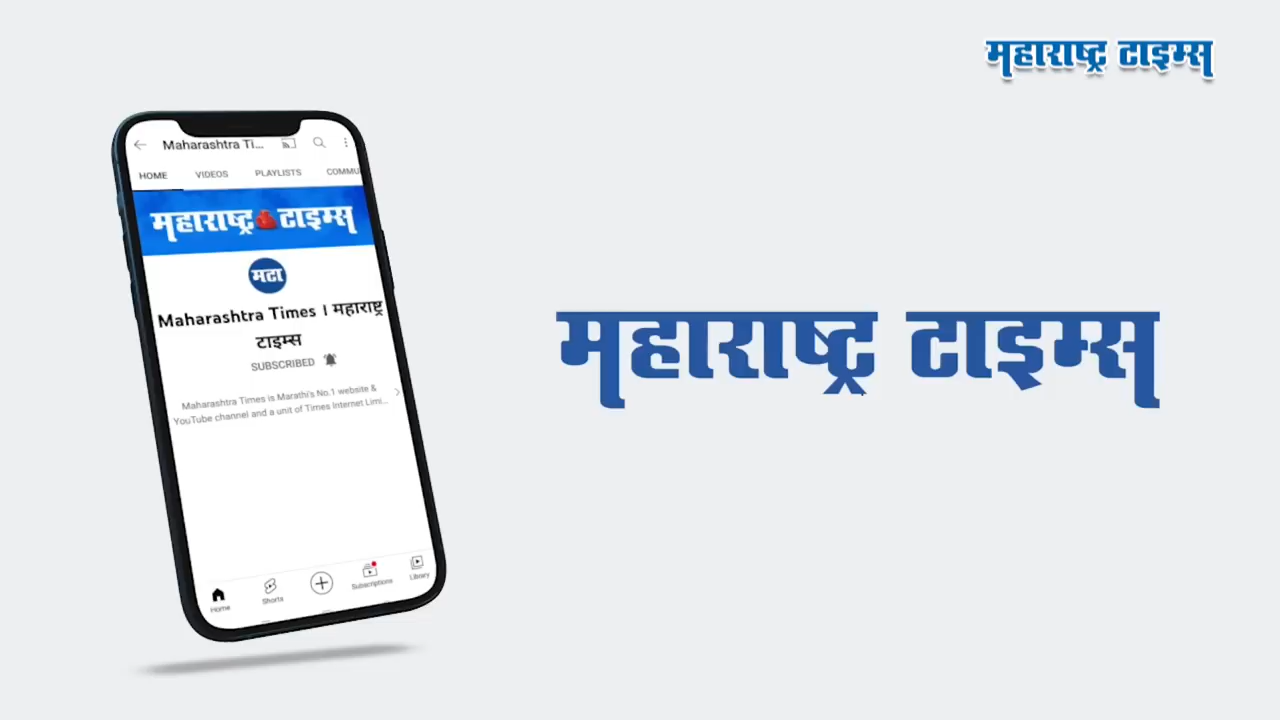 महाराष्ट्र टाइम्स
Maharashtra Ti...
HOME VIDEOS PLAYLISTS COMMU
महाराष्ट्र टाइम्स
मटा
Maharashtra Times । महाराष्ट्र
टाइम्स
SUBSCRIBED
Maharashtra Times is Marathi's No.1 website &
YouTube channel and a unit of Times Internet Limi...
Home Shorts Subscriptions Library
महाराष्ट्र टाइम्स